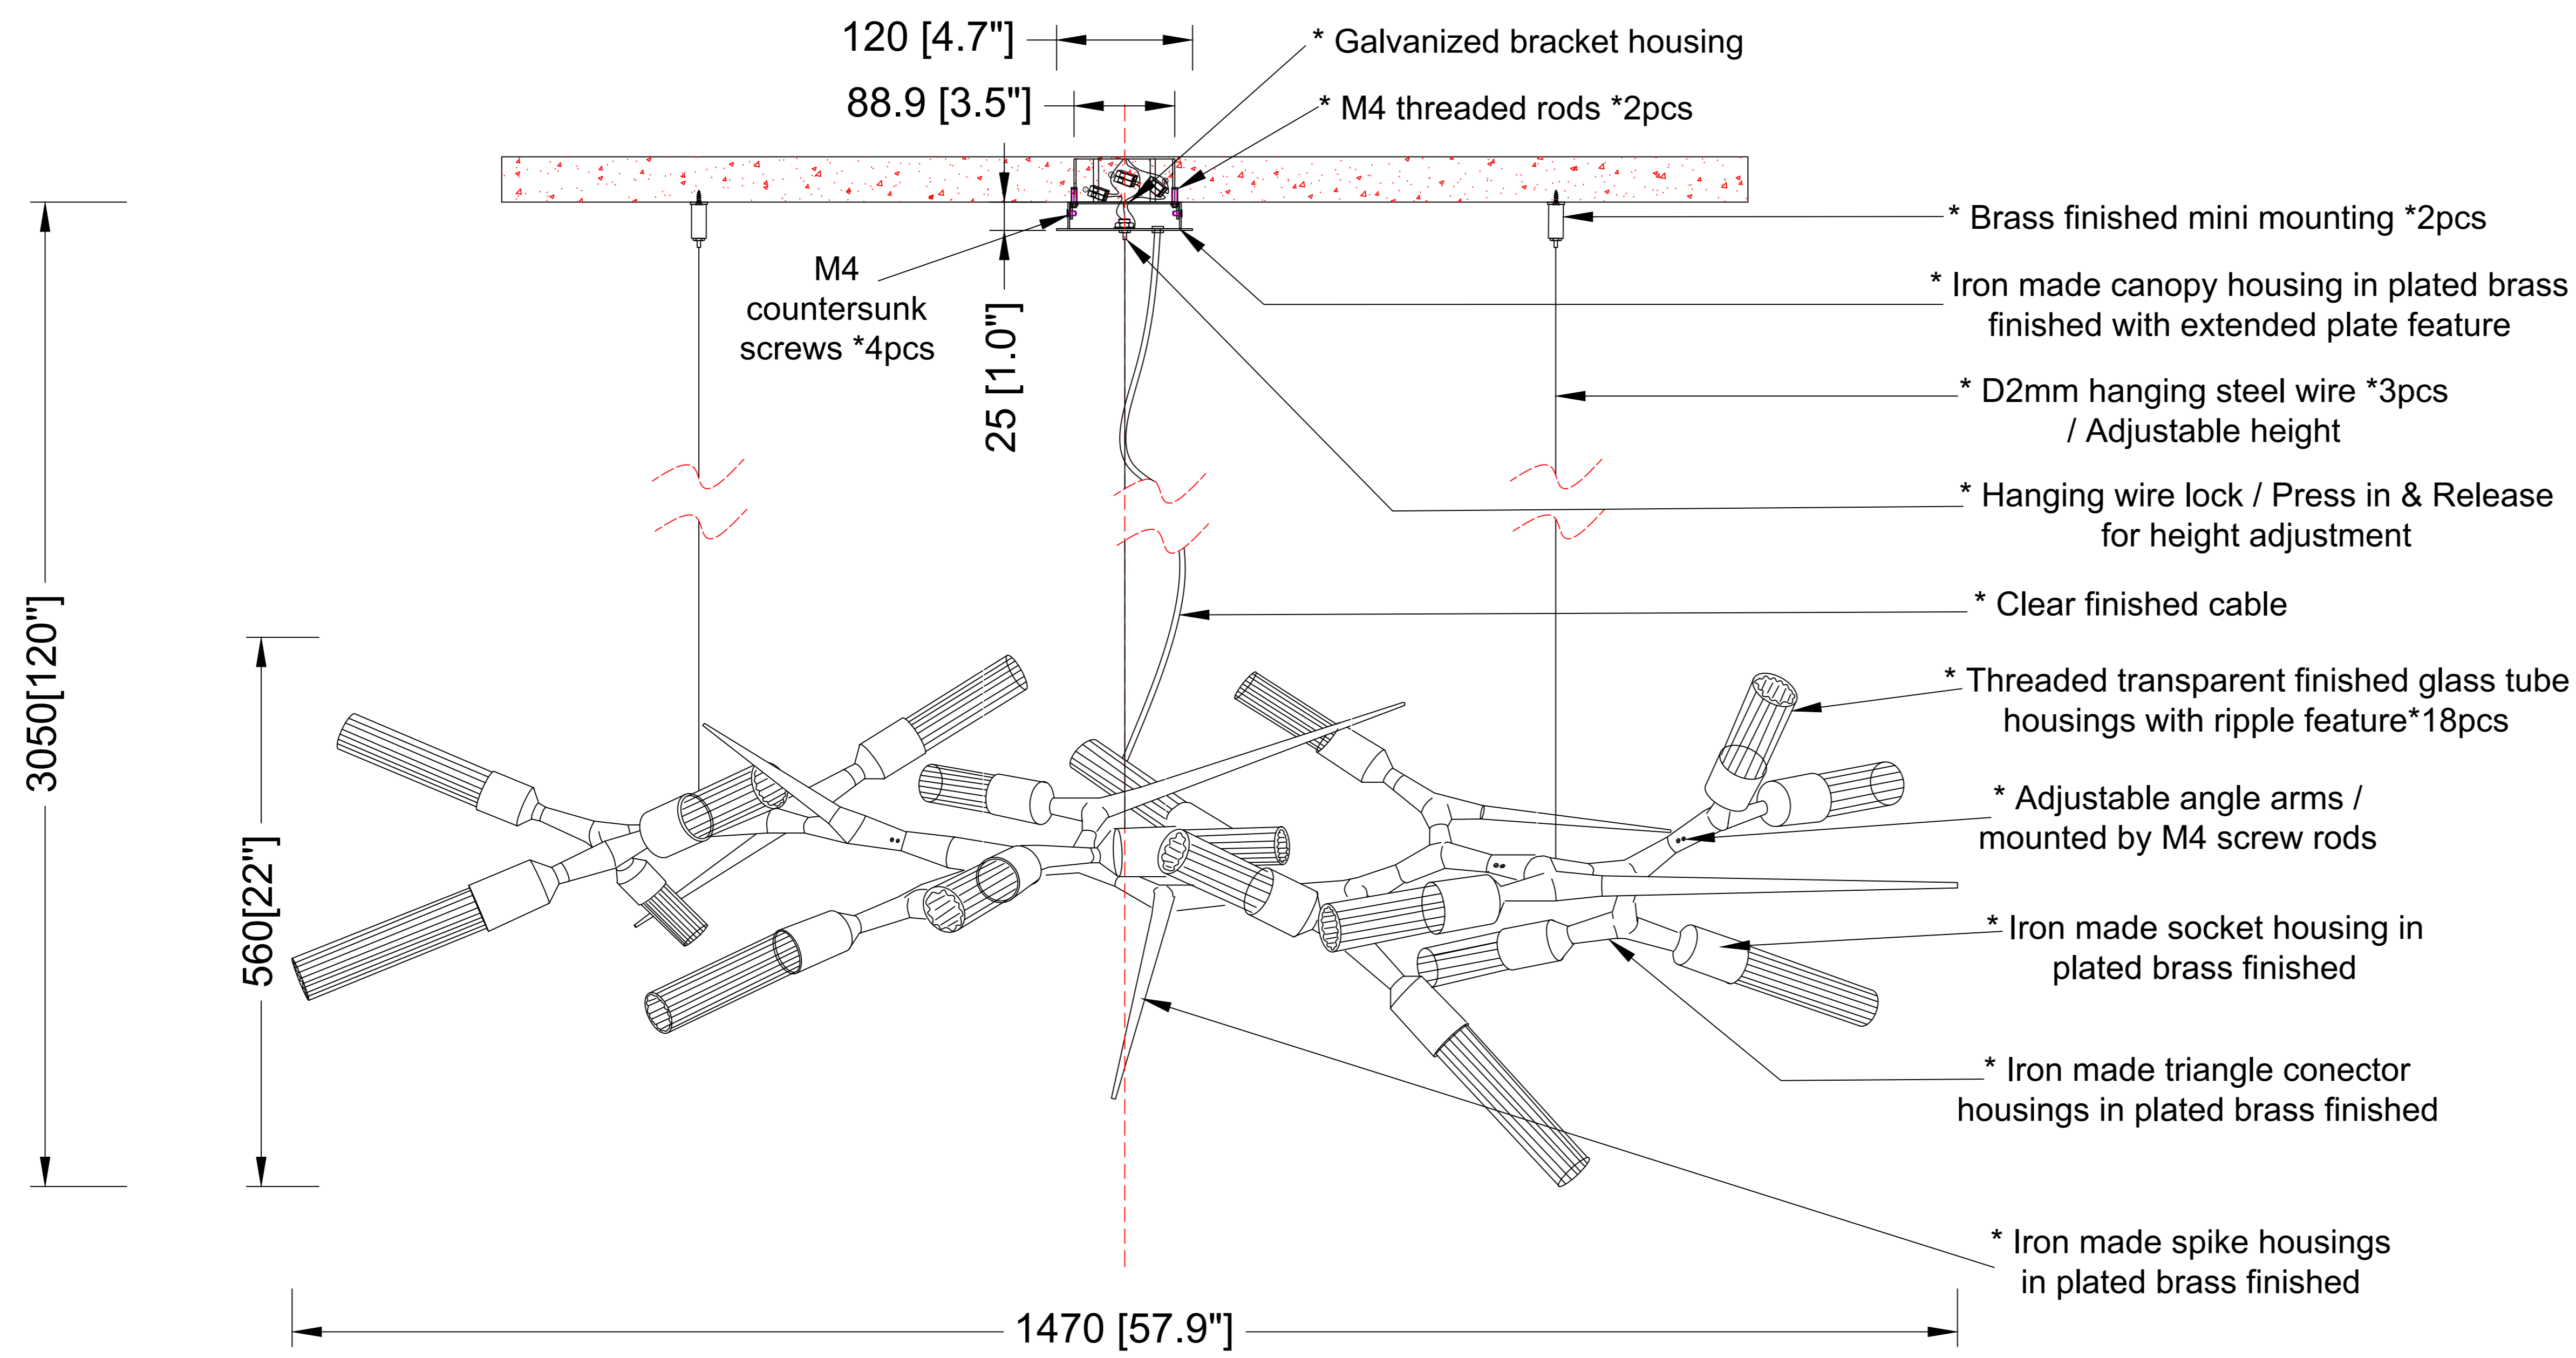 120 [4.7"]
* Galvanized bracket housing
88.9 [3.5"]
* M4 threaded rods *2pcs
* Brass finished mini mounting *2pcs
M4
countersunk
screws *4pcs
25 [1.0"]
* Iron made canopy housing in plated brass
finished with extended plate feature
* D2mm hanging steel wire *3pcs
/ Adjustable height
* Hanging wire lock / Press in & Release
for height adjustment
* Clear finished cable
3050[120"]
560[22"]
* Threaded transparent finished glass tube
housings with ripple feature*18pcs
* Adjustable angle arms /
mounted by M4 screw rods
* Iron made socket housing in
plated brass finished
* Iron made triangle conector
housings in plated brass finished
* Iron made spike housings
in plated brass finished
1470 [57.9"]